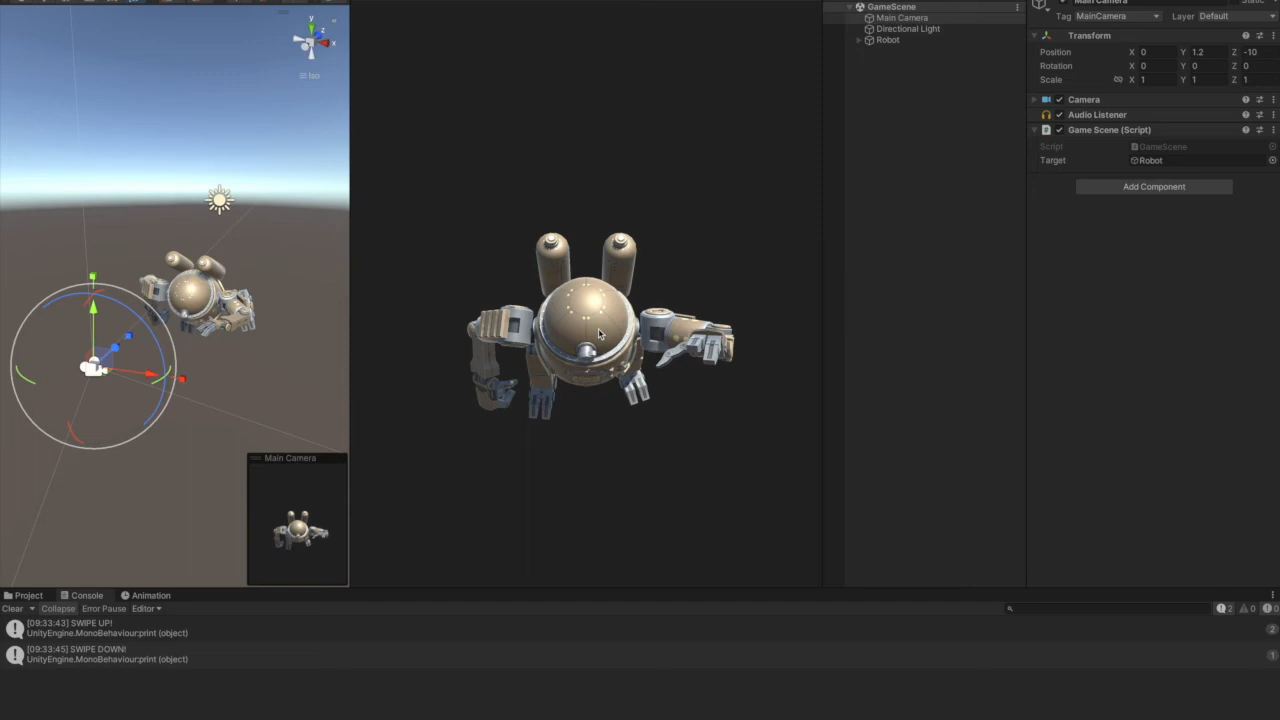 y
z
x
Iso
Main Camera
GameScene
Main Camera
Directional Light
Robot
Main Camera
Static
Tag MainCamera Layer Default
Transform
Position X 0 Y 1.2 Z -10
Rotation X 0 Y 0 Z 0
Scale X 1 Y 1 Z 1
Camera
Audio Listener
Game Scene (Script)
Script GameScene
Target Robot
Add Component
Project Console Animation
Clear Collapse Error Pause Editor
2 0 0
[09:33:43] SWIPE UP!
UnityEngine.MonoBehaviour:print (object)
2
[09:33:45] SWIPE DOWN!
UnityEngine.MonoBehaviour:print (object)
1